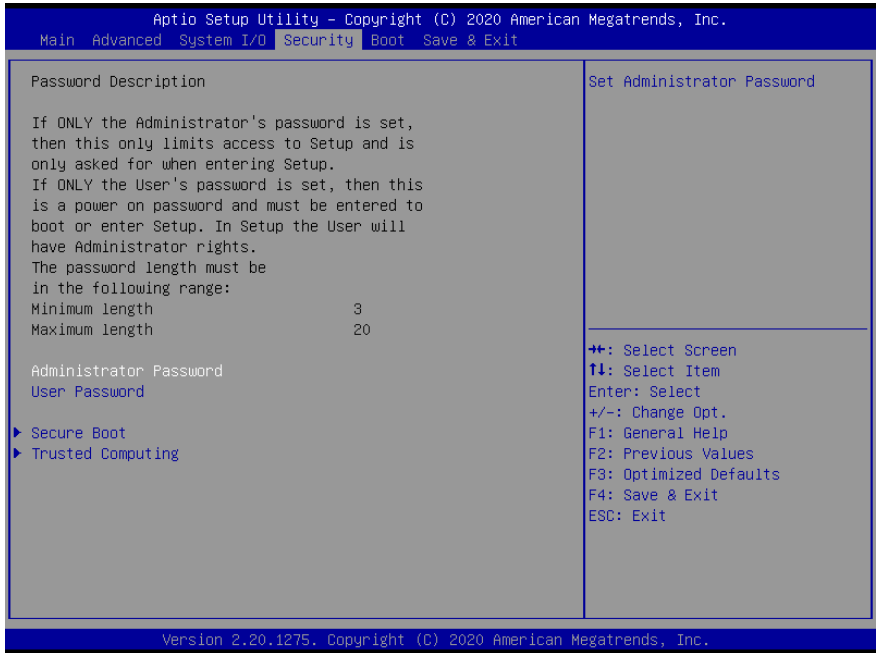 Aptio Setup Utility – Copyright (C) 2020 American Megatrends, Inc.
Main Advanced System I/O Security Boot Save & Exit
Password Description
If ONLY the Administrator's password is set,
then this only limits access to Setup and is
only asked for when entering Setup.
If ONLY the User's password is set, then this
is a power on password and must be entered to
boot or enter Setup. In Setup the User will
have Administrator rights.
The password length must be
in the following range:
Minimum length 3
Maximum length 20
Administrator Password
User Password
Secure Boot
Trusted Computing
Set Administrator Password
→←: Select Screen
↑↓: Select Item
Enter: Select
+/-: Change Opt.
F1: General Help
F2: Previous Values
F3: Optimized Defaults
F4: Save & Exit
ESC: Exit
Version 2.20.1275. Copyright (C) 2020 American Megatrends, Inc.